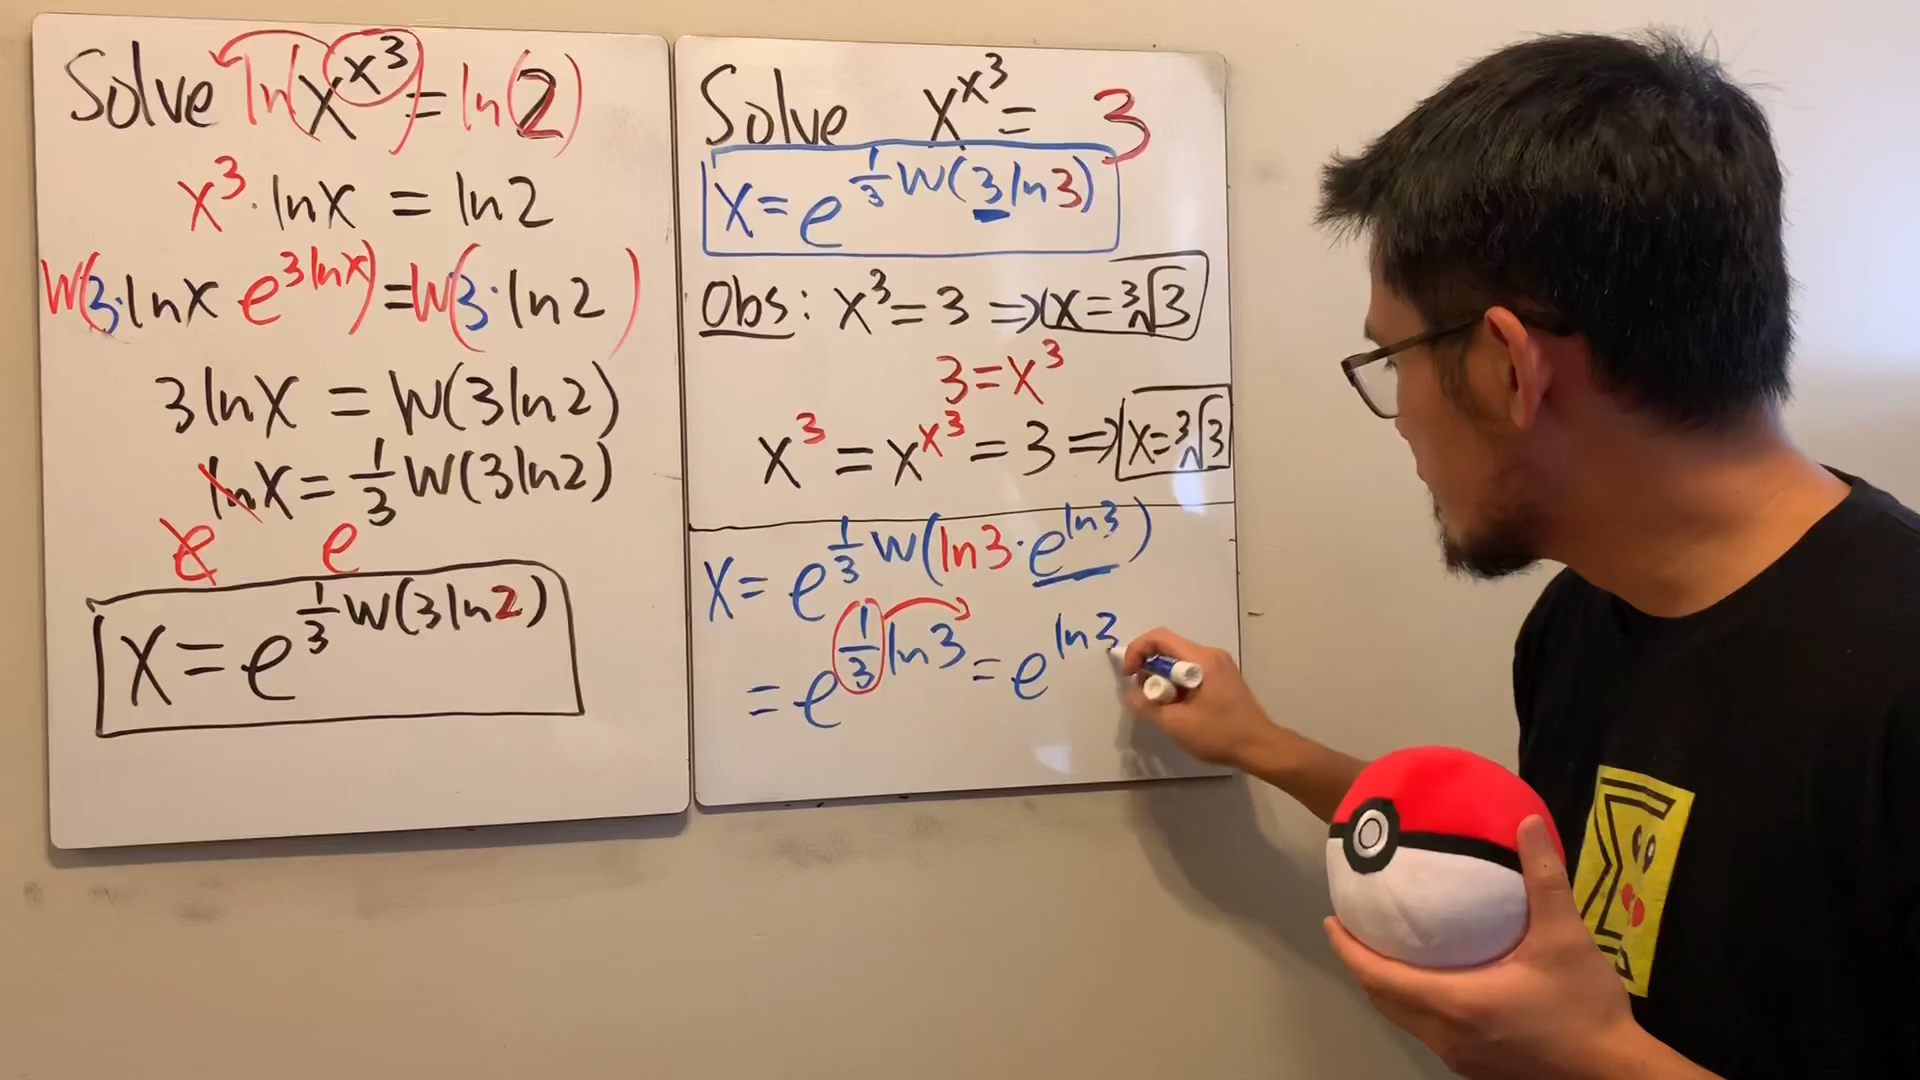 Solve ln(x^x^3) = ln(2)
x^3 · ln x = ln 2
W(3·ln x e^(3 ln x)) = W(3·ln 2)
3 ln x = W(3 ln 2)
ln x = 1/3 W(3 ln 2)
e e
x = e^(1/3 W(3 ln 2))
Solve x^x^3 = 3
x = e^(1/3 W(3 ln 3))
Obs: x^3 = 3 ⇒ x = ∛3
3 = x^3
x^3 = x^x^3 = 3 ⇒ x = ∛3
x = e^(1/3 W(ln 3 · e^(ln 3)))
= e^(1/3 ln 3) = e^(ln 3)